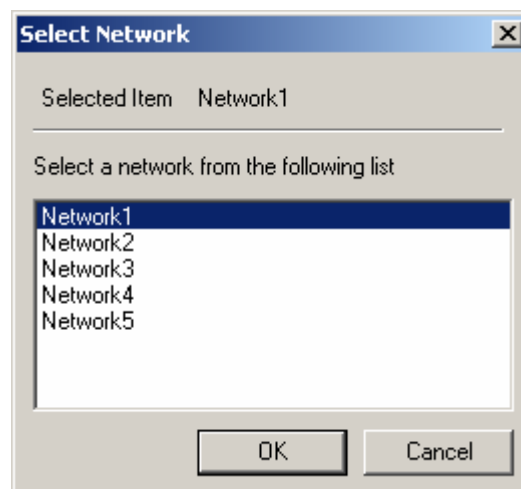 Select Network
Selected Item Network1
Select a network from the following list
Network1
Network2
Network3
Network4
Network5
OK Cancel